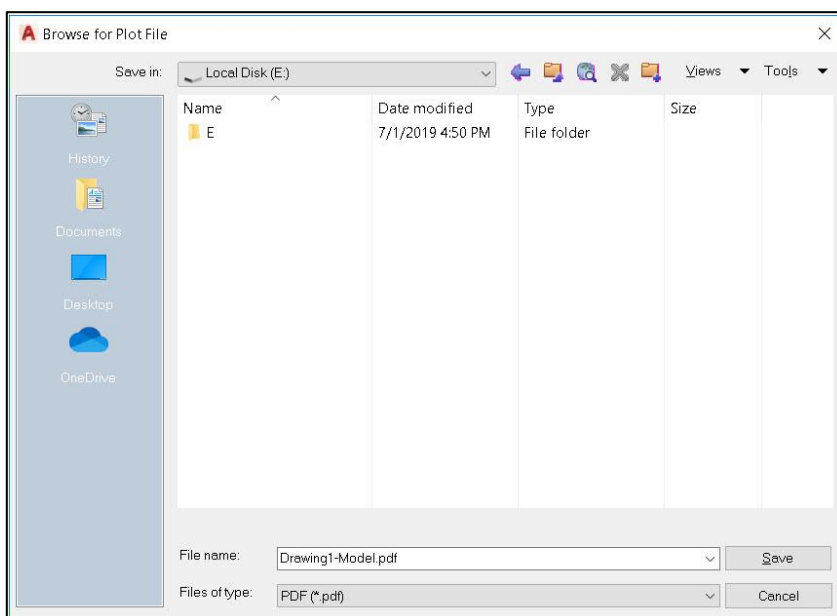 A Browse for Plot File
Save in: Local Disk (E:) Views Tools
Name Date modified Type Size
E 7/1/2019 4:50 PM File folder
History
Documents
Desktop
OneDrive
File name: Drawing1-Model.pdf Save
Files of type: PDF (*.pdf) Cancel